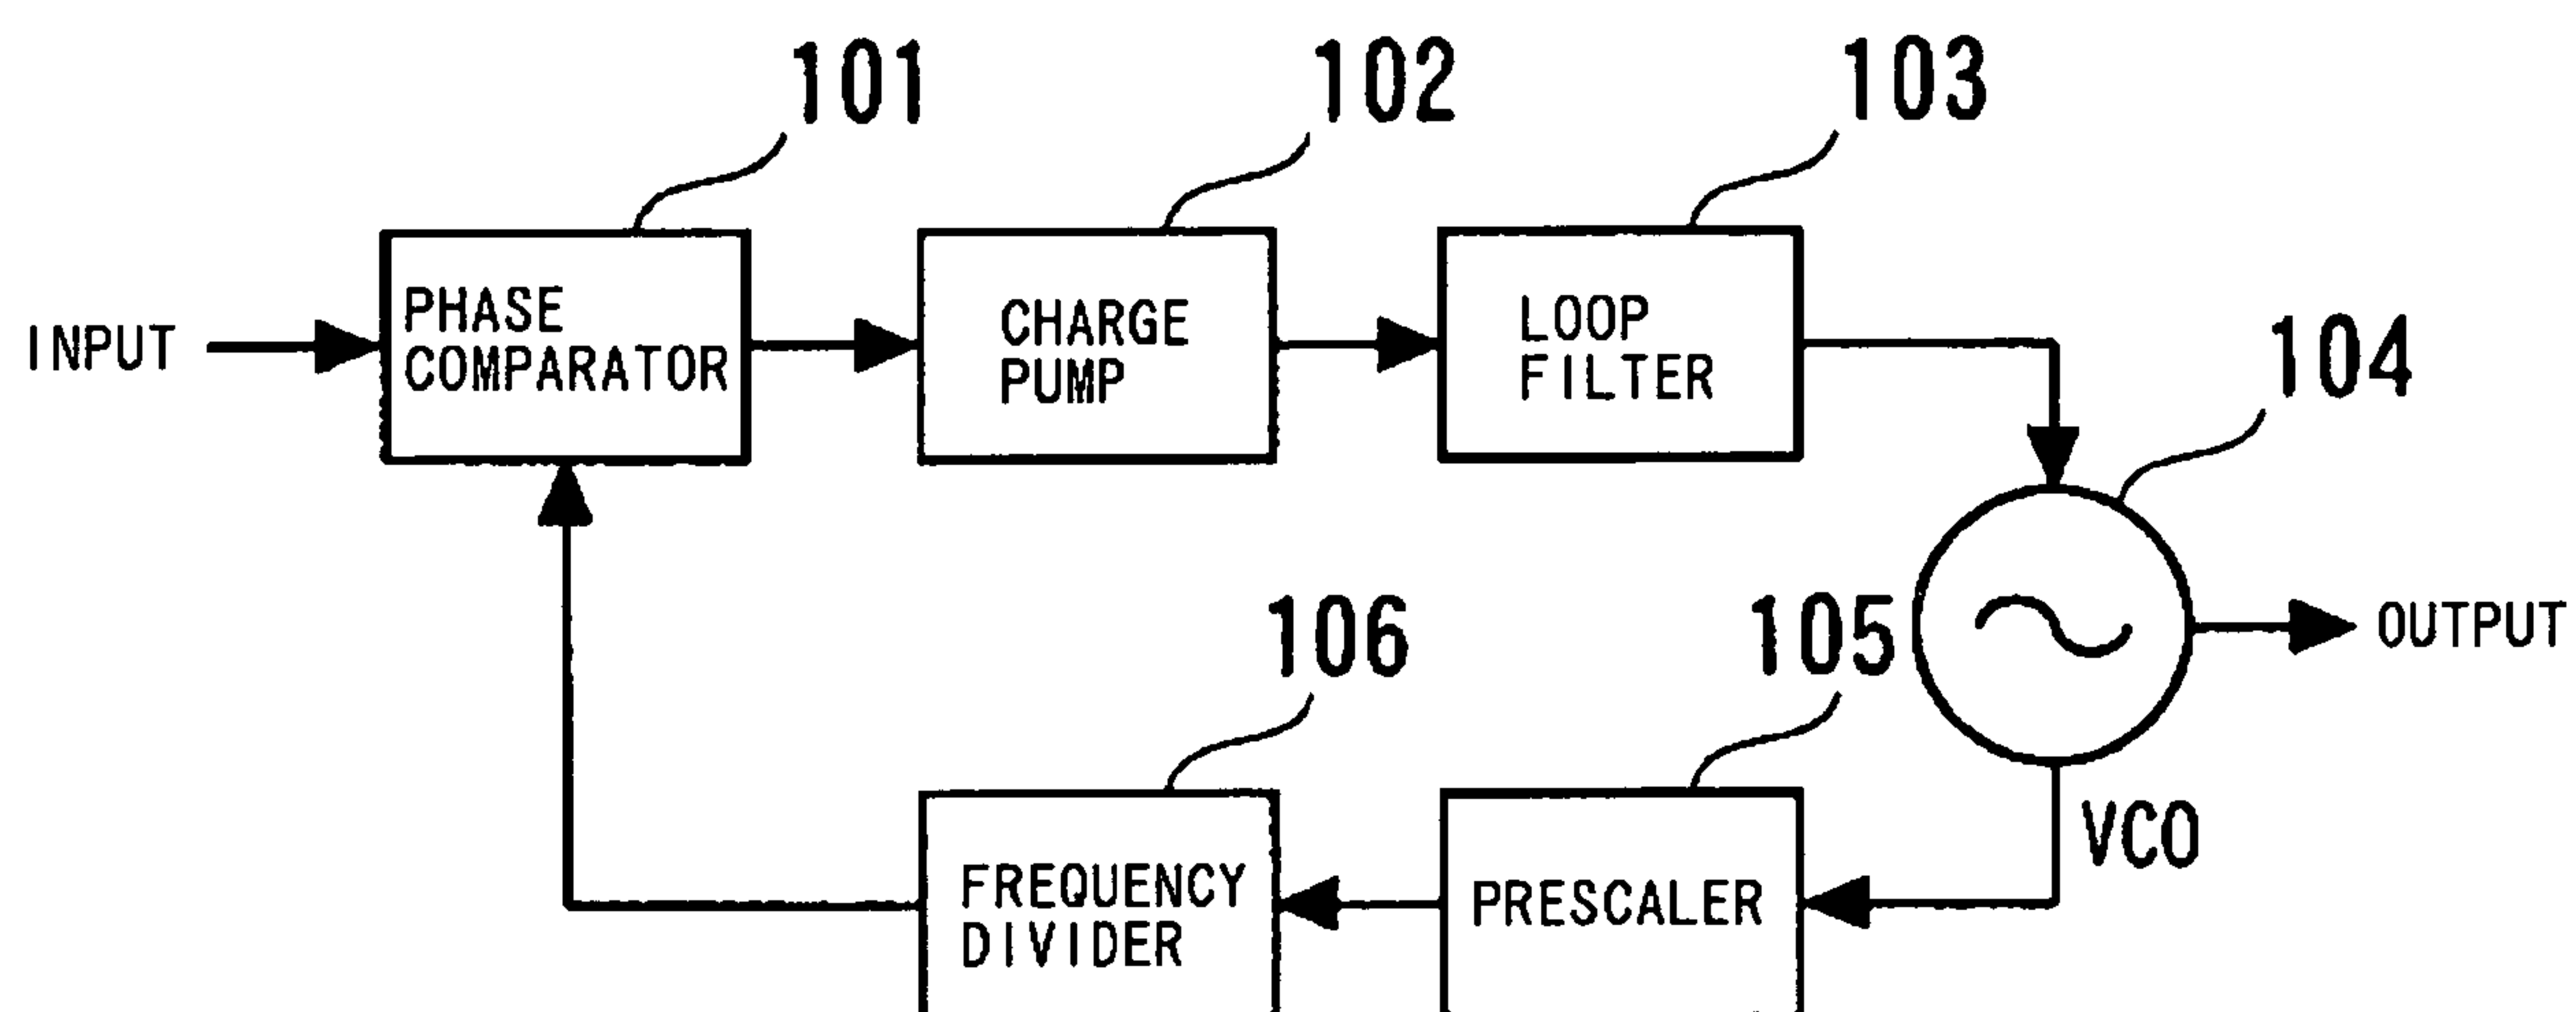 101
102
103
PHASE
COMPARATOR
CHARGE
PUMP
LOOP
FILTER
INPUT
104
OUTPUT
106
105
VCO
FREQUENCY
DIVIDER
PRESCALER